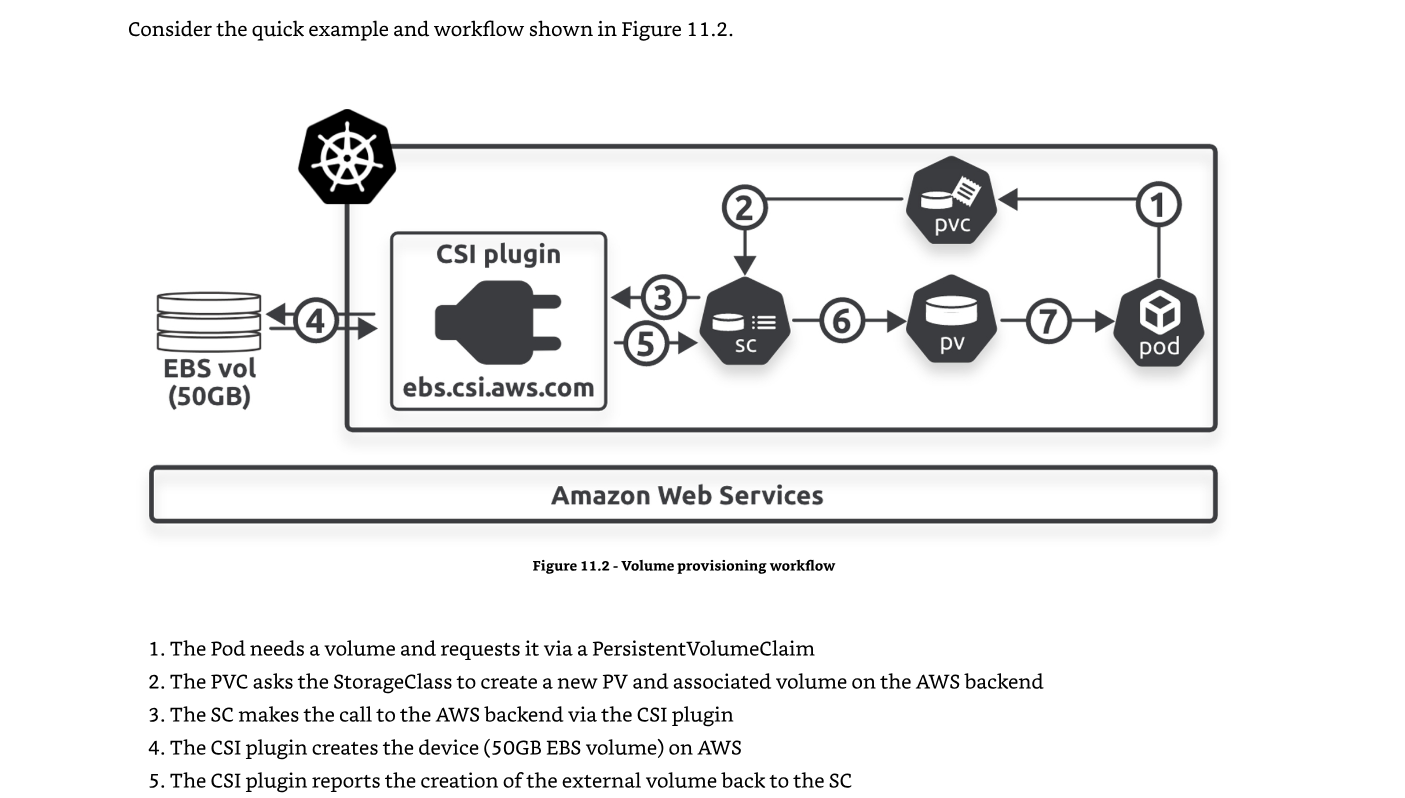 Consider the quick example and workflow shown in Figure 11.2.
pvc
2
1
CSI plugin
3
4
6
7
5
sc
pv
pod
EBS vol
(50GB)
ebs.csi.aws.com
Amazon Web Services
Figure 11.2 - Volume provisioning workflow
1. The Pod needs a volume and requests it via a PersistentVolumeClaim
2. The PVC asks the StorageClass to create a new PV and associated volume on the AWS backend
3. The SC makes the call to the AWS backend via the CSI plugin
4. The CSI plugin creates the device (50GB EBS volume) on AWS
5. The CSI plugin reports the creation of the external volume back to the SC